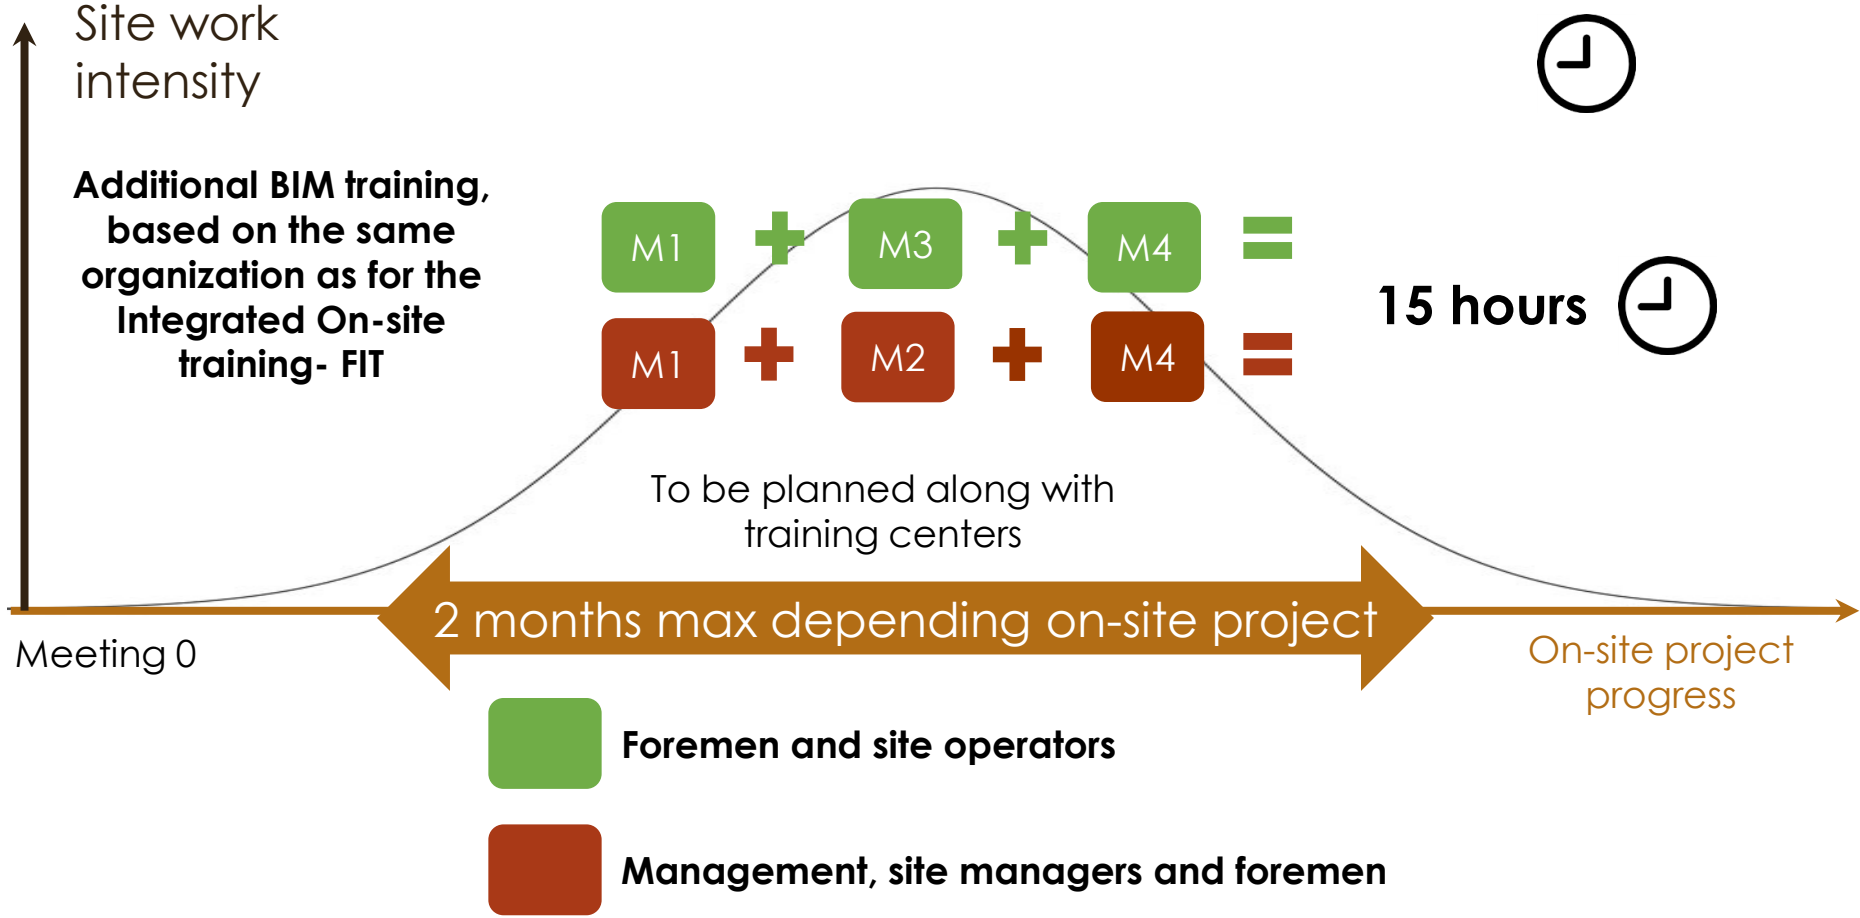 Site work
intensity
Additional BIM training,
based on the same
organization as for the
Integrated On-site
training- FIT
M1 + M3 + M4 =
M1 + M2 + M4 =
15 hours
To be planned along with
training centers
2 months max depending on-site project
Meeting 0
On-site project
progress
Foremen and site operators
Management, site managers and foremen